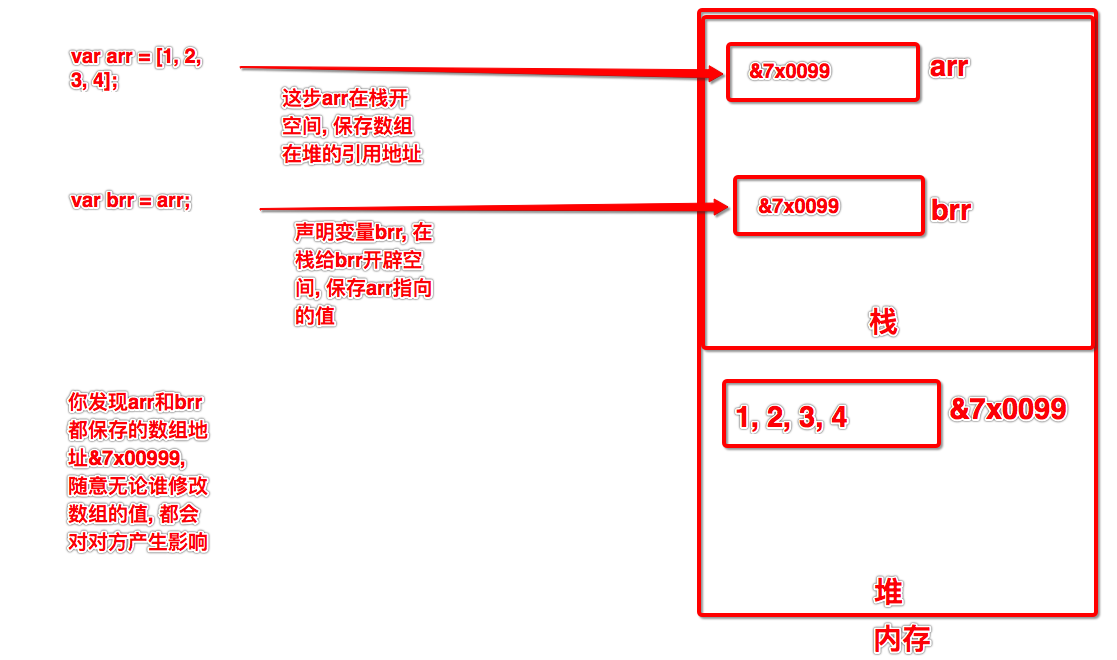 var arr = [1, 2,
3, 4];
&7x0099
arr
这步arr在栈开
空间, 保存数组
在堆的引用地址
var brr = arr;
&7x0099
brr
声明变量brr, 在
栈给brr开辟空
间, 保存arr指向
的值
栈
你发现arr和brr
都保存的数组地
址&7x00999,
随意无论谁修改
数组的值, 都会
对对方产生影响
1, 2, 3, 4
&7x0099
堆
内存